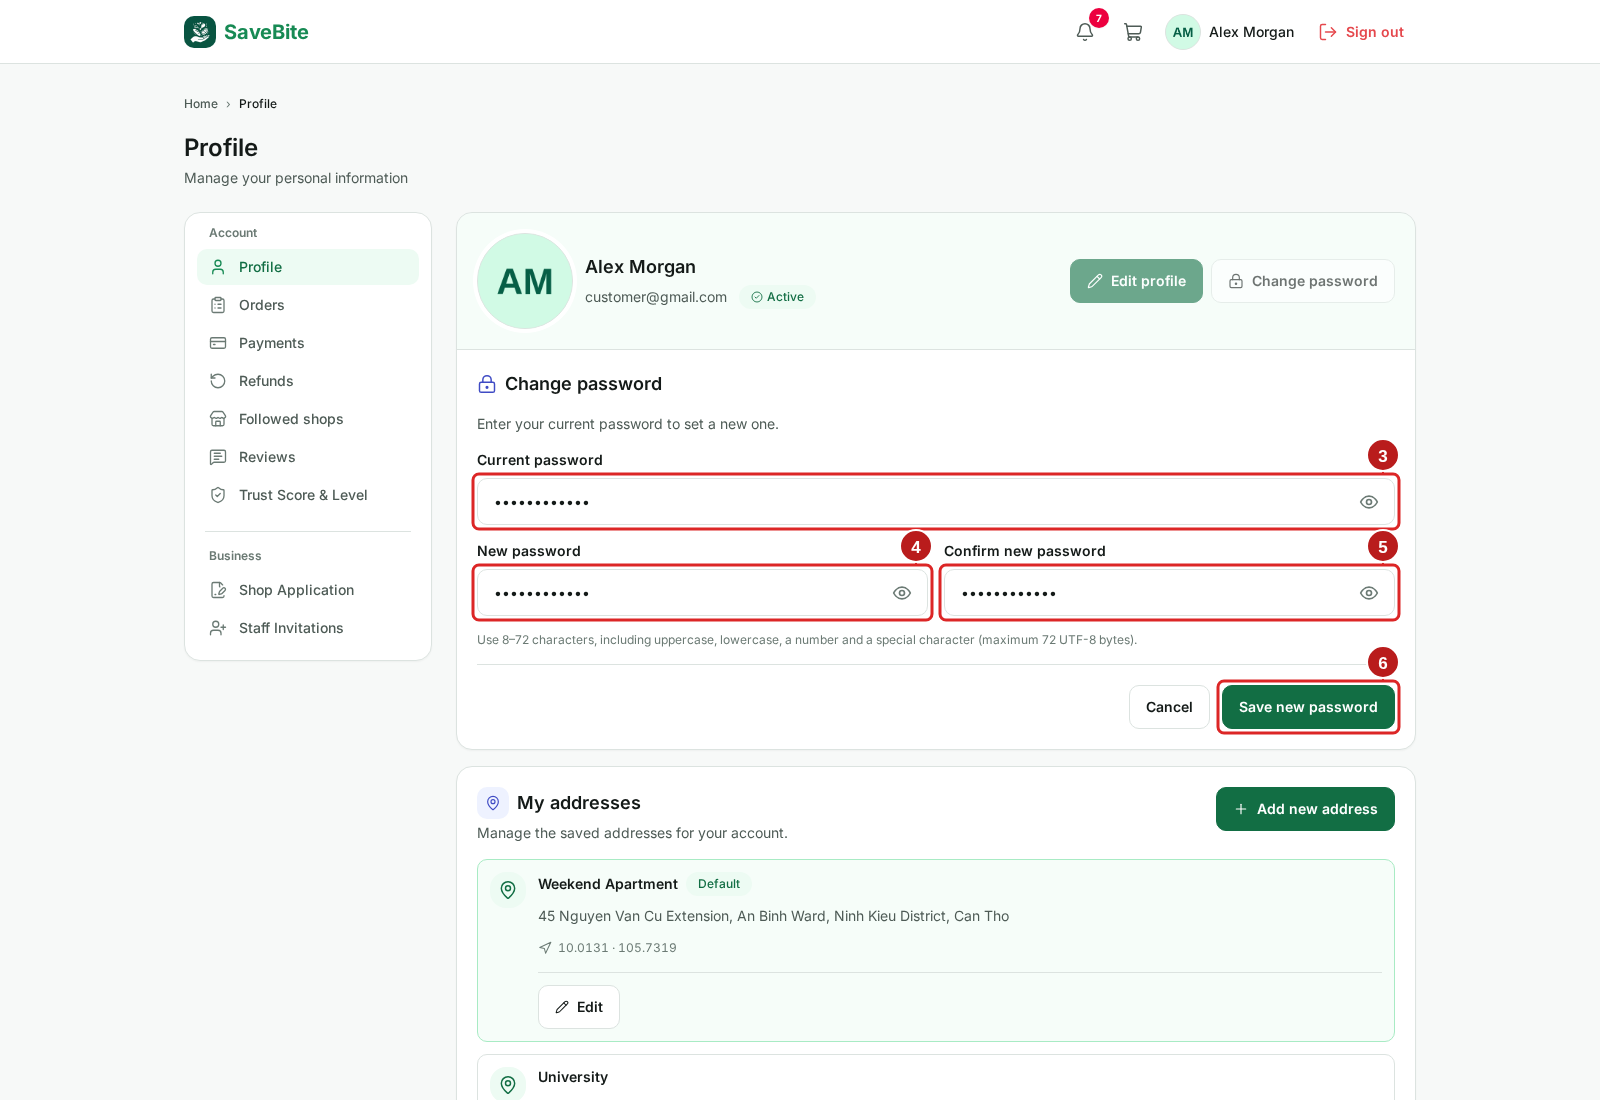 SaveBite
7
AM
Alex Morgan
Sign out
Home › Profile
Profile
Manage your personal information
Account
Profile
Orders
Payments
Refunds
Followed shops
Reviews
Trust Score & Level
Business
Shop Application
Staff Invitations
AM
Alex Morgan
customer@gmail.com
Active
Edit profile
Change password
Change password
Enter your current password to set a new one.
Current password
3
••••••••••••
New password
4
Confirm new password
5
••••••••••••
••••••••••••
Use 8–72 characters, including uppercase, lowercase, a number and a special character (maximum 72 UTF-8 bytes).
6
Cancel
Save new password
My addresses
Manage the saved addresses for your account.
Add new address
Weekend Apartment
Default
45 Nguyen Van Cu Extension, An Binh Ward, Ninh Kieu District, Can Tho
10.0131 · 105.7319
Edit
University